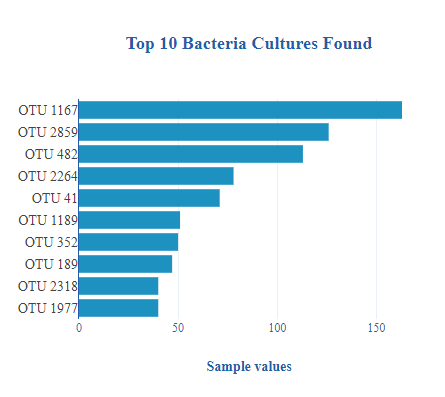 Top 10 Bacteria Cultures Found
OTU 1167
OTU 2859
OTU 482
OTU 2264
OTU 41
OTU 1189
OTU 352
OTU 189
OTU 2318
OTU 1977
0 50 100 150
Sample values